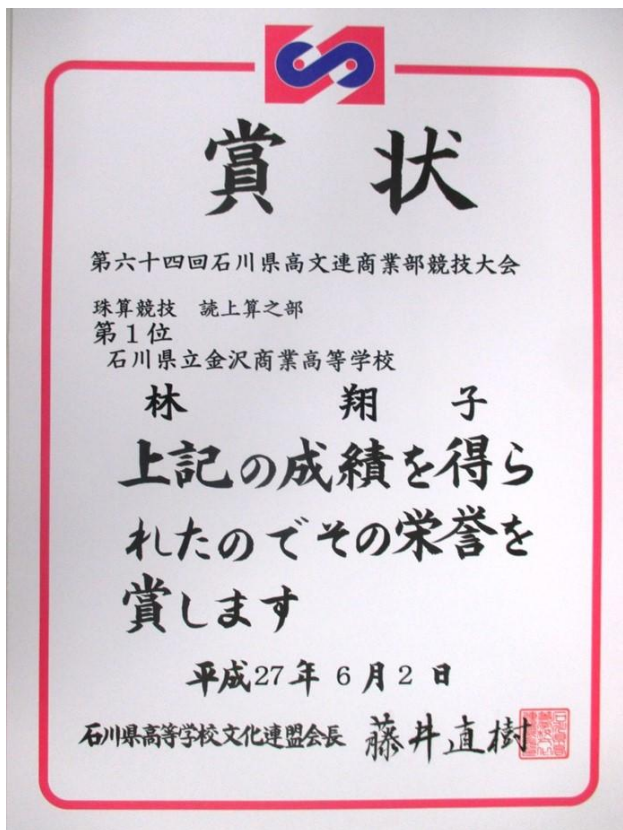 賞 状
第六十四回石川県高文連商業部競技大会
珠算競技 読上算之部
第1位
石川県立金沢商業高等学校
林 翔 子
上記の成績を得ら
れたのでその栄誉を
賞します
平成27年6月2日
石川県高等学校文化連盟会長 藤井直樹